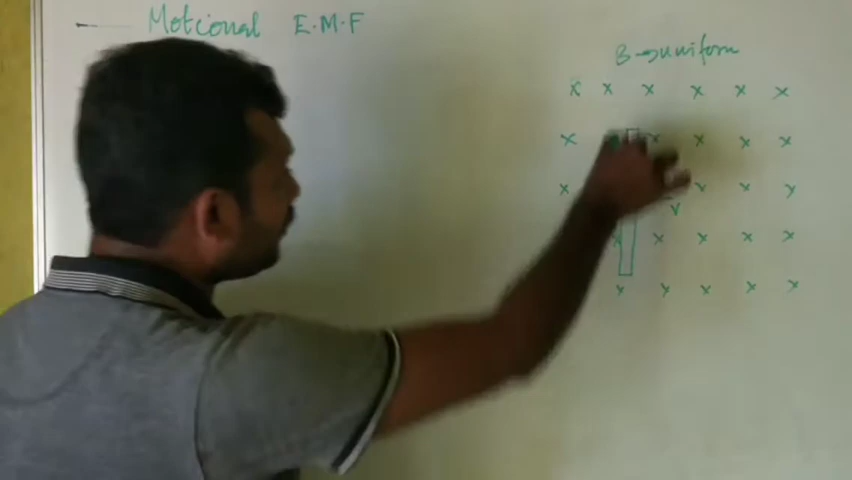 Motional E.M.F
B→uniform
x x x x x x
x x x x x
x x x x
v
x x x x
x x x x x